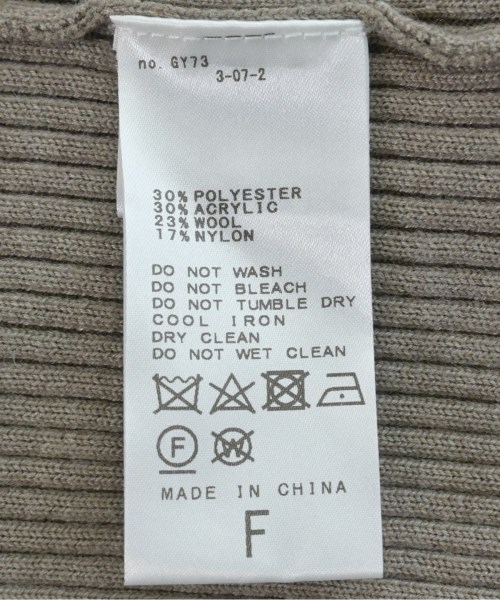 no. GY73
3-07-2
30% POLYESTER
30% ACRYLIC
23% WOOL
17% NYLON
DO NOT WASH
DO NOT BLEACH
DO NOT TUMBLE DRY
COOL IRON
DRY CLEAN
DO NOT WET CLEAN
F W
MADE IN CHINA
F